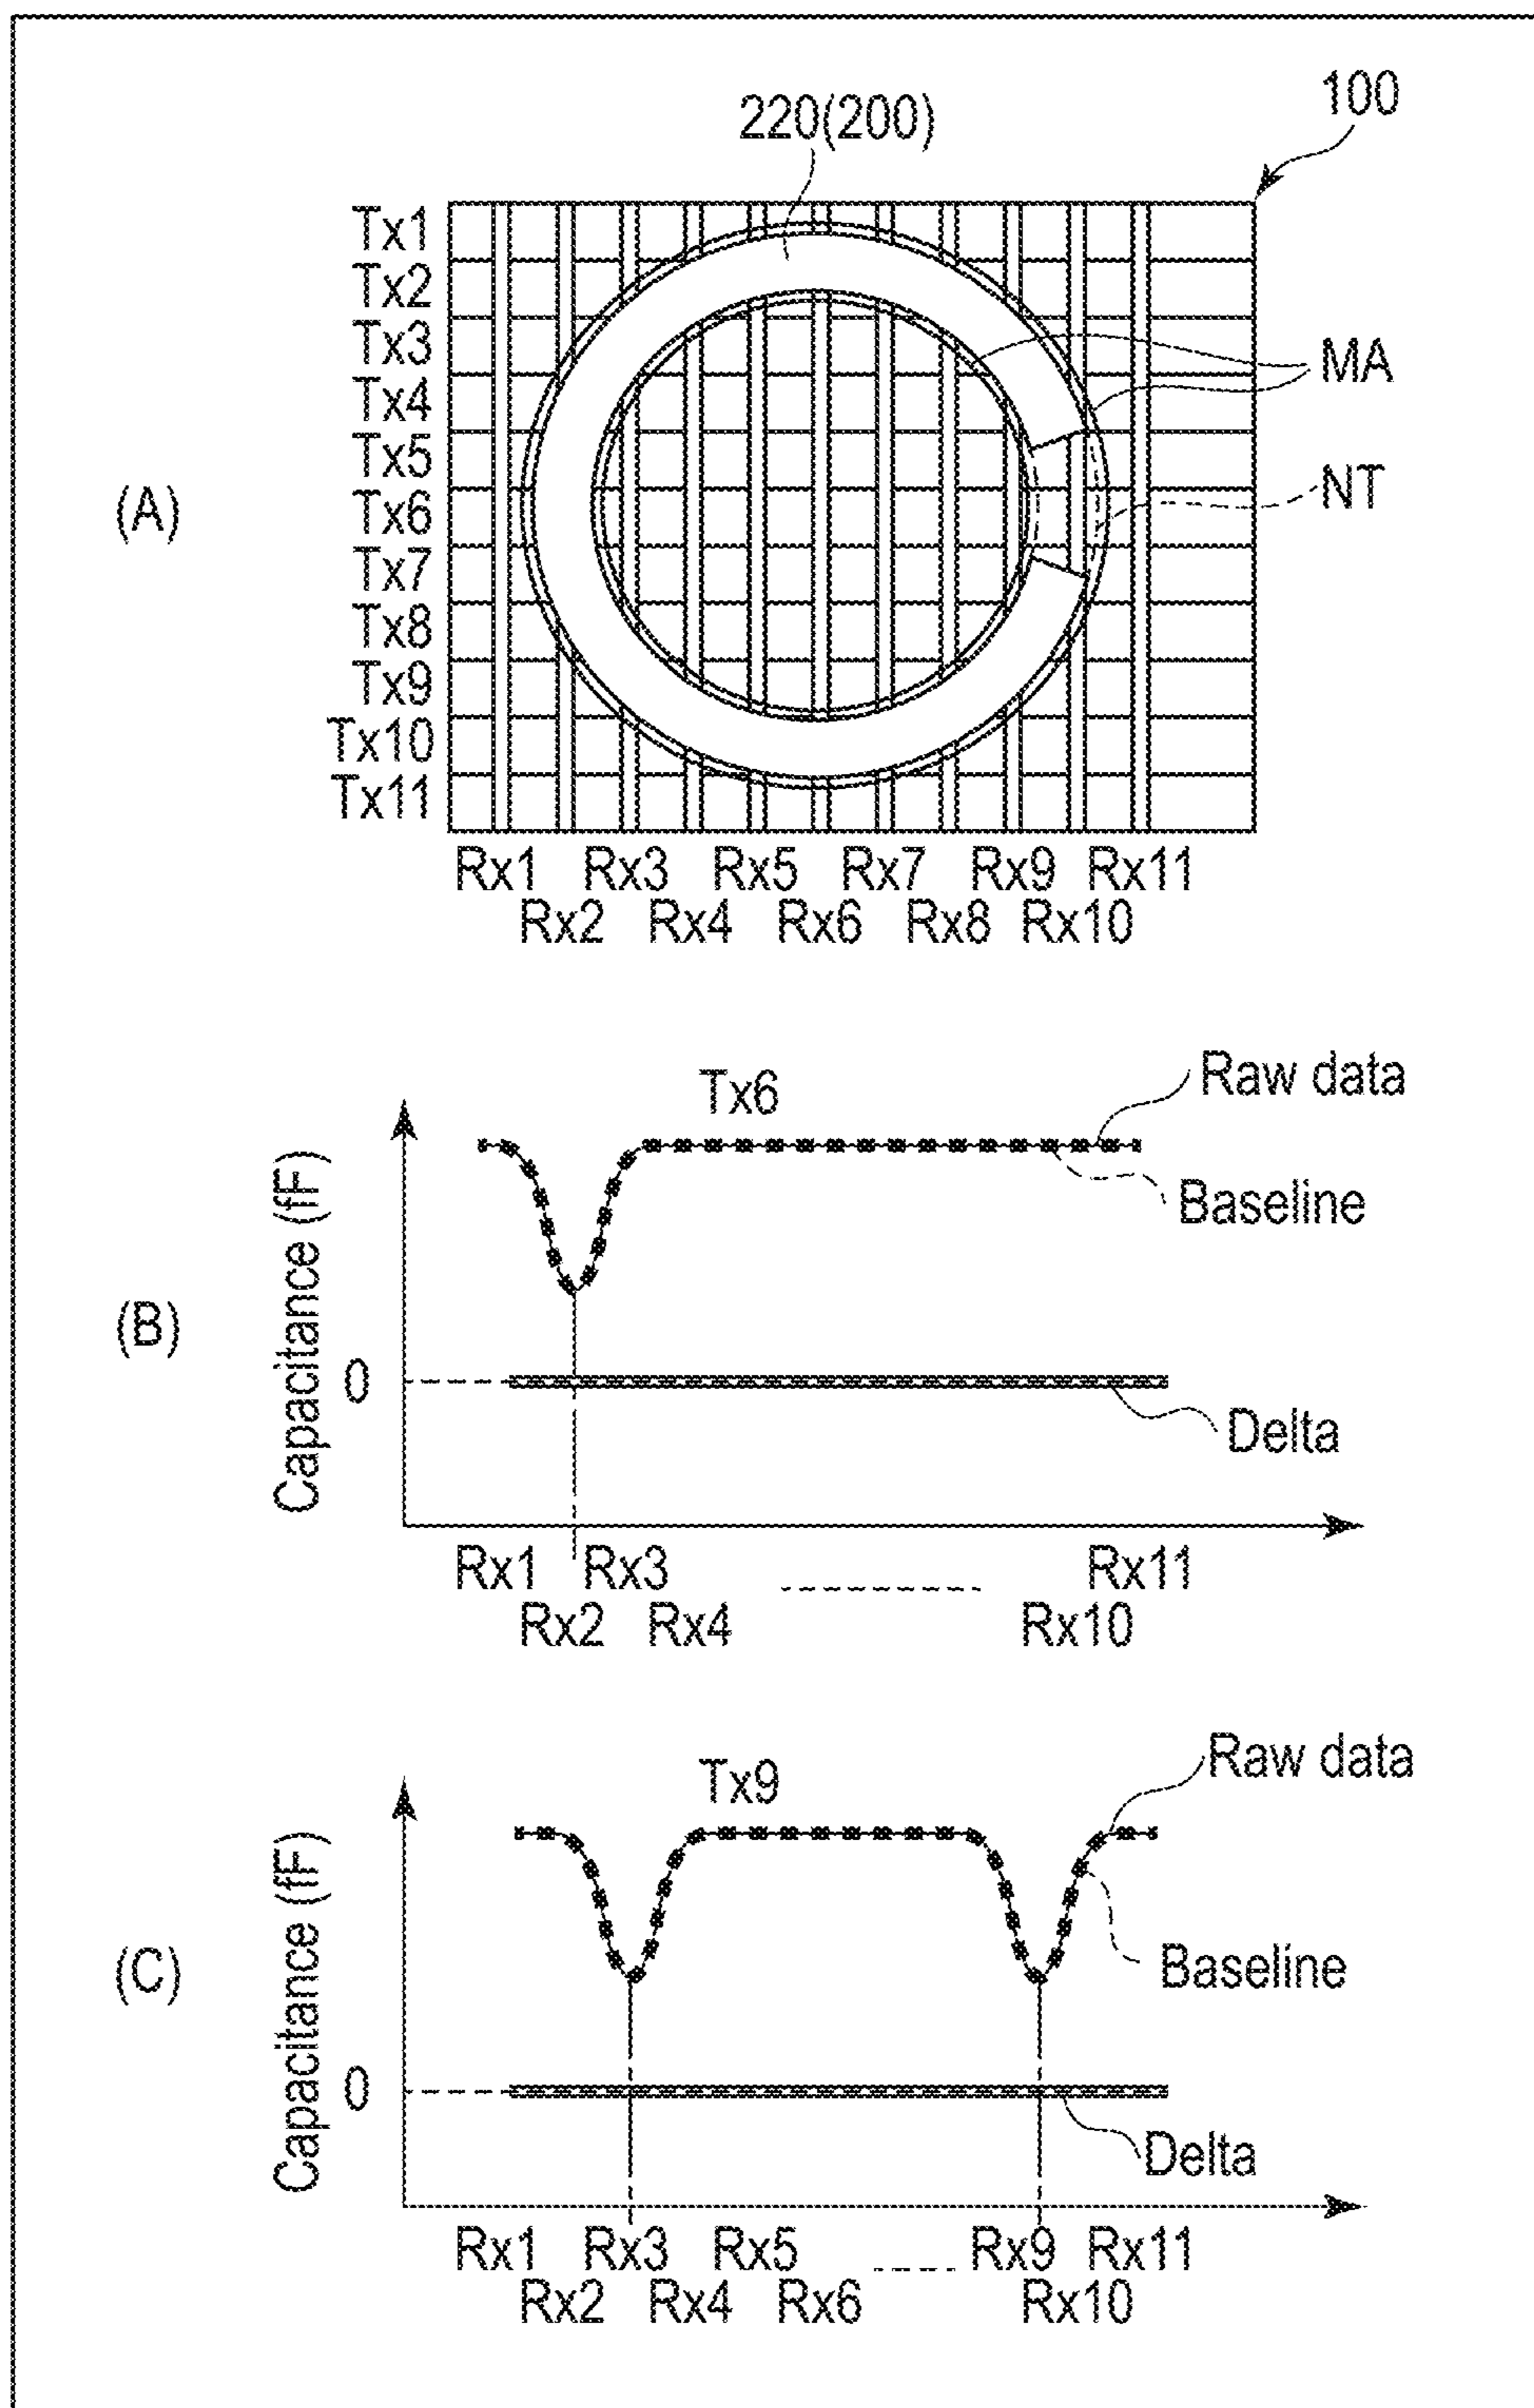 100
220(200)
Tx1
Tx2
Tx3
MA
Tx4
Tx5
NT
(A)
Tx6
Tx7
Tx8
Tx9
Tx10
Tx11
Rx1 Rx3 Rx5 Rx7 Rx9 Rx11
Rx2 Rx4 Rx6 Rx8 Rx10
Tx6
Raw data
Baseline
Capacitance (fF)
(B)
0
Delta
Rx1 Rx3 Rx11
Rx2 Rx4 Rx10
Tx9
Raw data
Baseline
Capacitance (fF)
(C)
0
Delta
Rx1 Rx3 Rx5 Rx9 Rx11
Rx2 Rx4 Rx6 Rx10